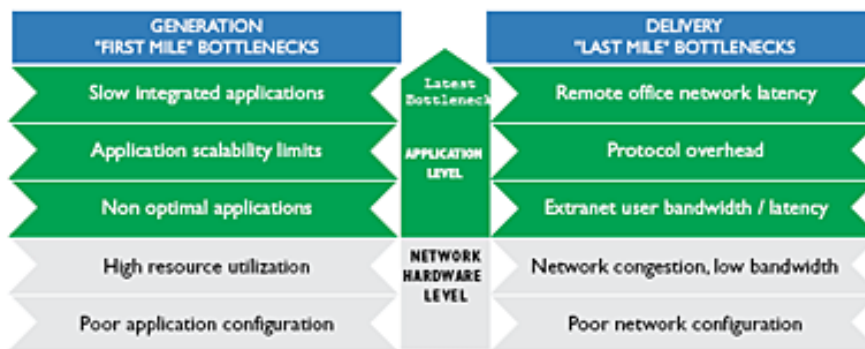 GENERATION
"FIRST MILE" BOTTLENECKS
Slow integrated applications
Application scalability limits
Non optimal applications
High resource utilization
Poor application configuration
Latest
Bottleneck
APPLICATION
LEVEL
NETWORK
HARDWARE
LEVEL
DELIVERY
"LAST MILE" BOTTLENECKS
Remote office network latency
Protocol overhead
Extranet user bandwidth / latency
Network congestion, low bandwidth
Poor network configuration